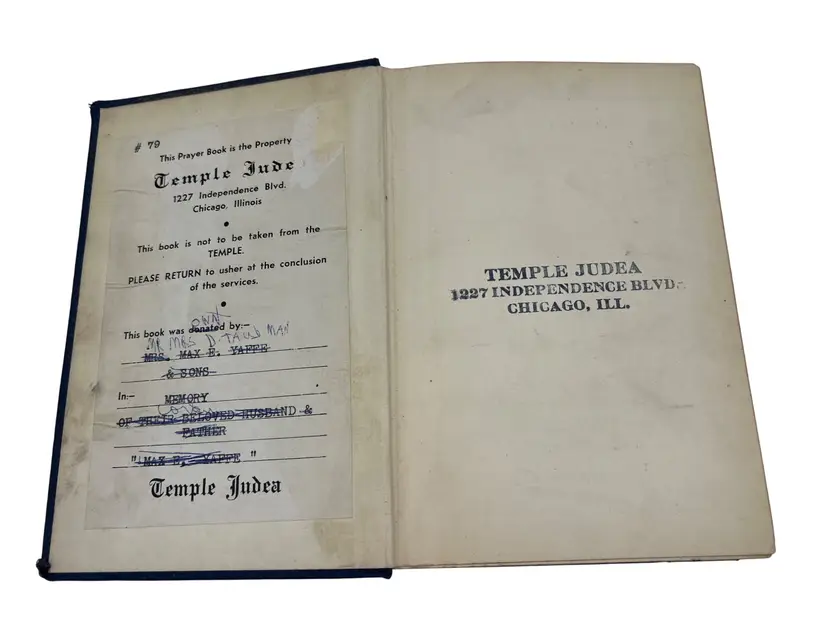 # 79
This Prayer Book is the Property
Temple Jude
1227 Independence Blvd.
Chicago, Illinois
•
This book is not to be taken from the
TEMPLE.
PLEASE RETURN to usher at the conclusion
of the services.
•
OWN
This book was donated by:—
MR MRS D.
MRS. MAX E. YAFFE
& SONS
In:— MEMORY
OF THEIR BELOVED HUSBAND &
FATHER
"MAX E. YAFFE "
Temple Judea
TEMPLE JUDEA
1227 INDEPENDENCE BLVD.
CHICAGO, ILL.